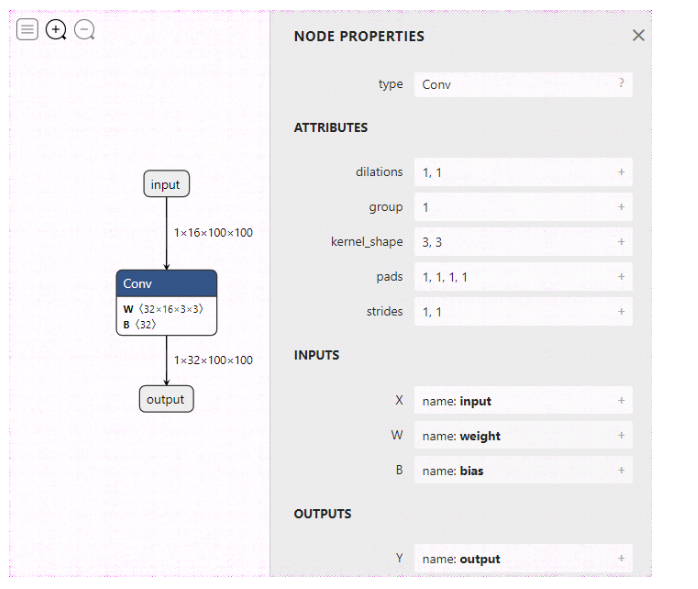 input
1×16×100×100
Conv
W ⟨32×16×3×3⟩
B ⟨32⟩
1×32×100×100
output
NODE PROPERTIES
type Conv ?
ATTRIBUTES
dilations 1, 1 +
group 1 +
kernel_shape 3, 3 +
pads 1, 1, 1, 1 +
strides 1, 1 +
INPUTS
X name: input +
W name: weight +
B name: bias +
OUTPUTS
Y name: output +